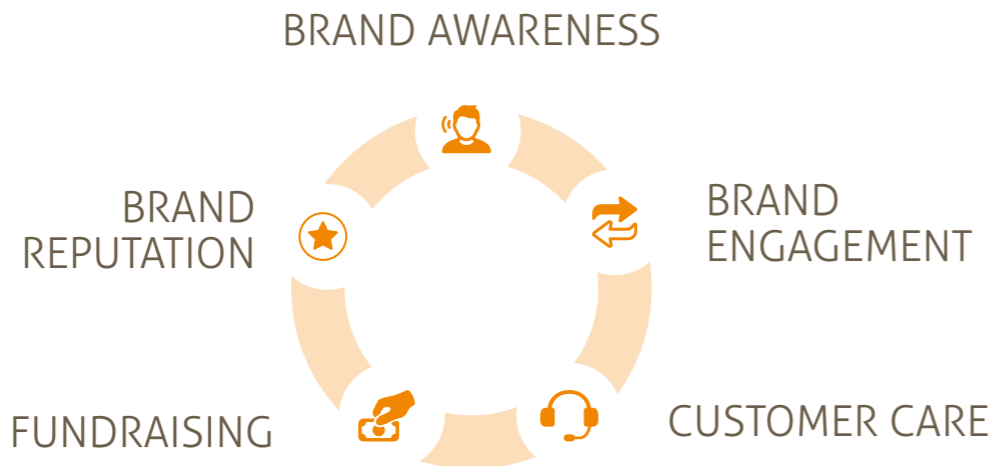 BRAND AWARENESS
BRAND
REPUTATION
BRAND
ENGAGEMENT
FUNDRAISING
CUSTOMER CARE